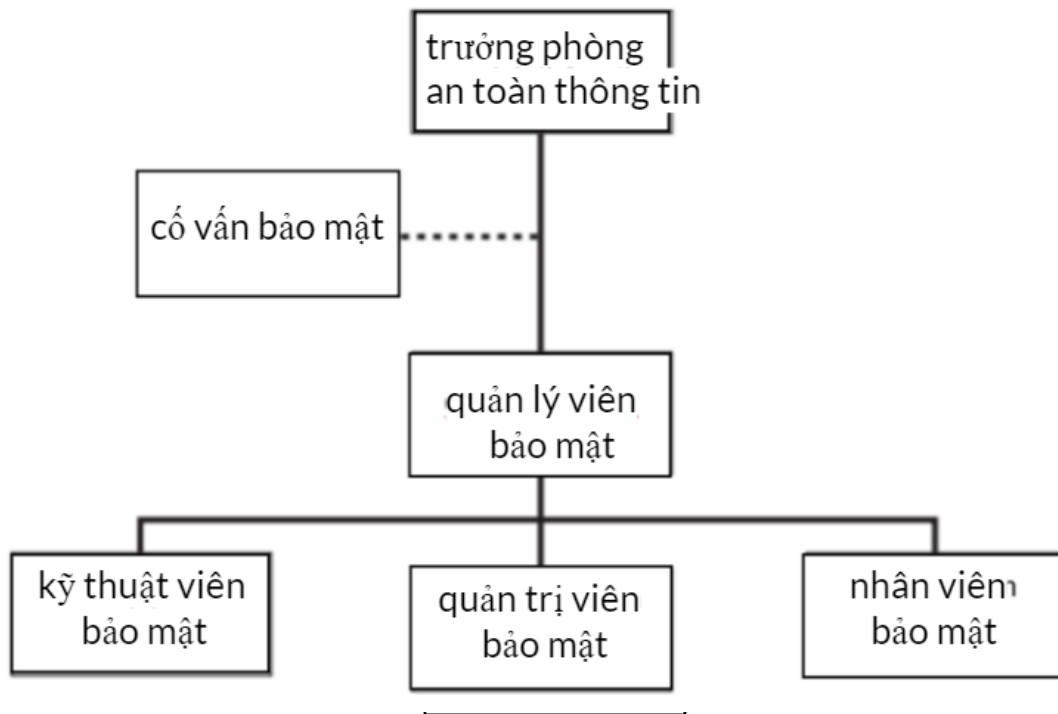 trưởng phòng
an toàn thông tin
cố vấn bảo mật
quản lý viên
bảo mật
kỹ thuật viên
bảo mật
quản trị viên
bảo mật
nhân viên
bảo mật